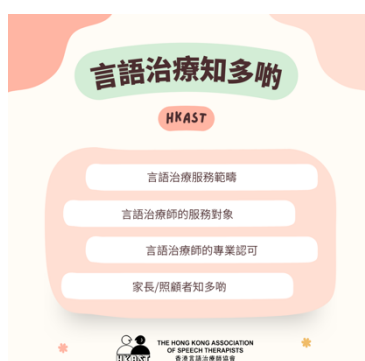 言語治療知多啲
HKAST
言語治療服務範疇
言語治療師的服務對象
言語治療師的專業認可
家長/照顧者知多啲
HKAST
THE HONG KONG ASSOCIATION
OF SPEECH THERAPISTS
香港言語治療師協會